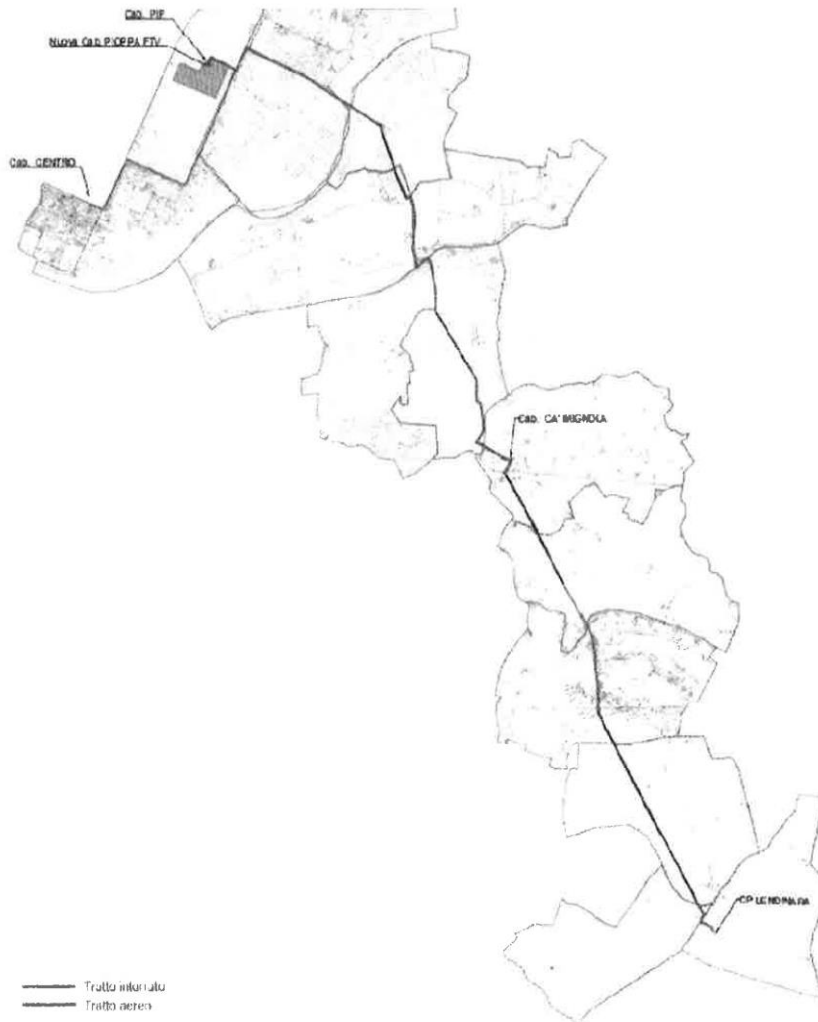 Cab. PIP
Nuova Cab. PIOPPA FTV
Cab. CENTRO
Cab. CA' MIGNOLA
CP LENDINARA
Tratto interrato
Tratto aereo